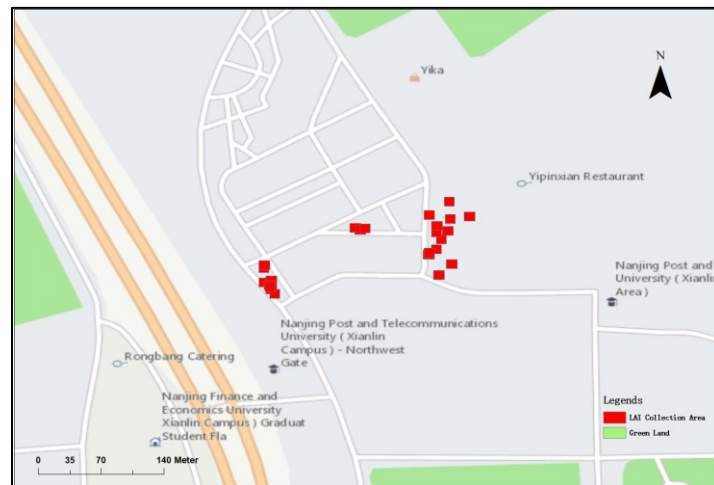 N
Yika
Yipinxian Restaurant
Nanjing Post and
University ( Xianlin
Area )
Nanjing Post and Telecommunications
University ( Xianlin
Campus ) - Northwest
Gate
Rongbang Catering
Nanjing Finance and
Economics University
Xianlin Campus ) Graduat
Student Fla
Legends
LAI Collection Area
Green Land
0 35 70 140 Meter